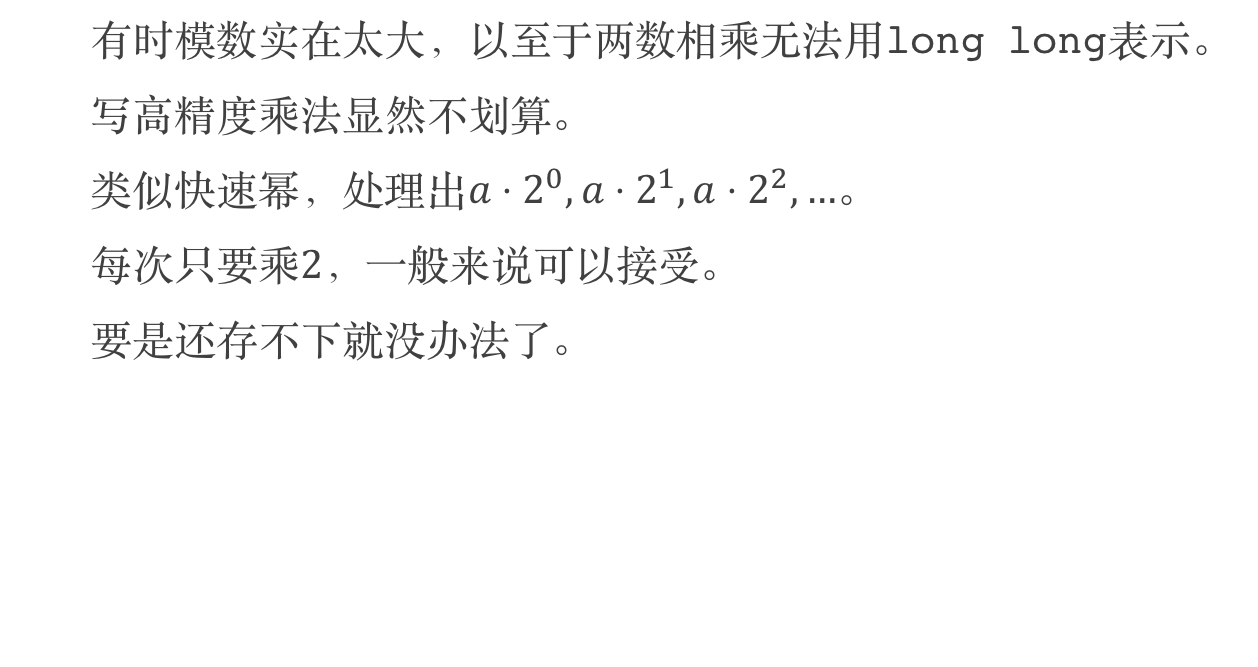 有时模数实在太大，以至于两数相乘无法用long long表示。
写高精度乘法显然不划算。
类似快速幂，处理出a · 2⁰, a · 2¹, a · 2², …。
每次只要乘2，一般来说可以接受。
要是还存不下就没办法了。